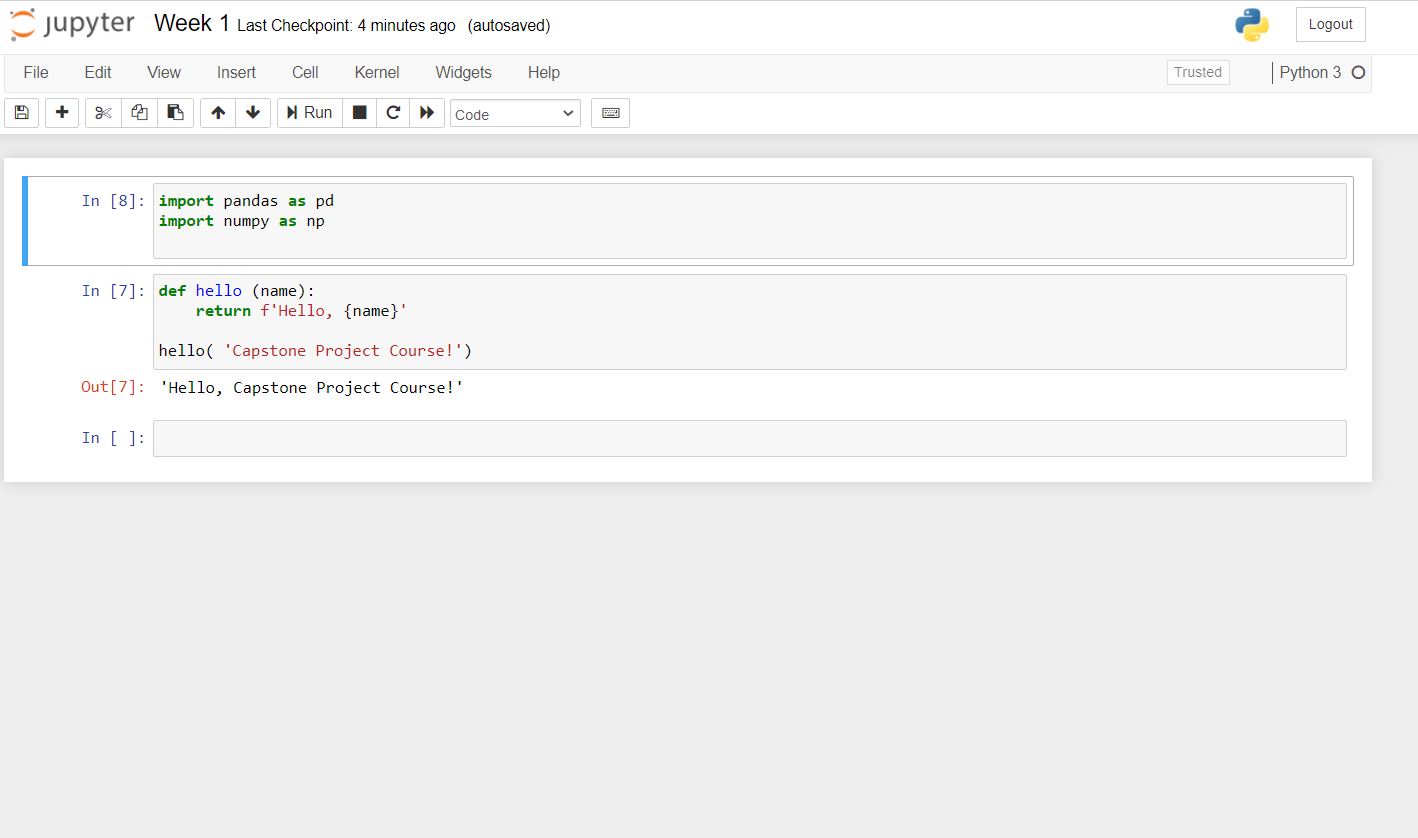 jupyter Week 1 Last Checkpoint: 4 minutes ago (autosaved) Logout
File Edit View Insert Cell Kernel Widgets Help Trusted Python 3
Run Code
In [8]: import pandas as pd
import numpy as np
In [7]: def hello (name):
    return f'Hello, {name}'
hello( 'Capstone Project Course!')
Out[7]: 'Hello, Capstone Project Course!'
In [ ]: